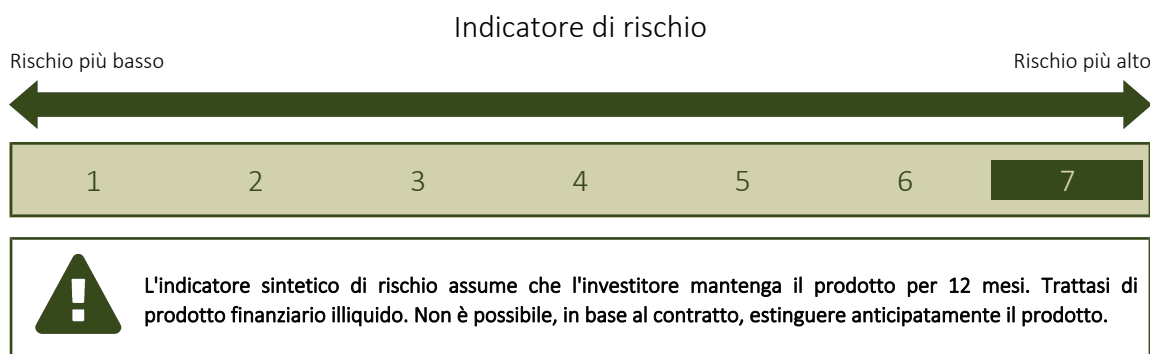 Indicatore di rischio
Rischio più basso Rischio più alto
1 2 3 4 5 6 7
L'indicatore sintetico di rischio assume che l'investitore mantenga il prodotto per 12 mesi. Trattasi di
prodotto finanziario illiquido. Non è possibile, in base al contratto, estinguere anticipatamente il prodotto.